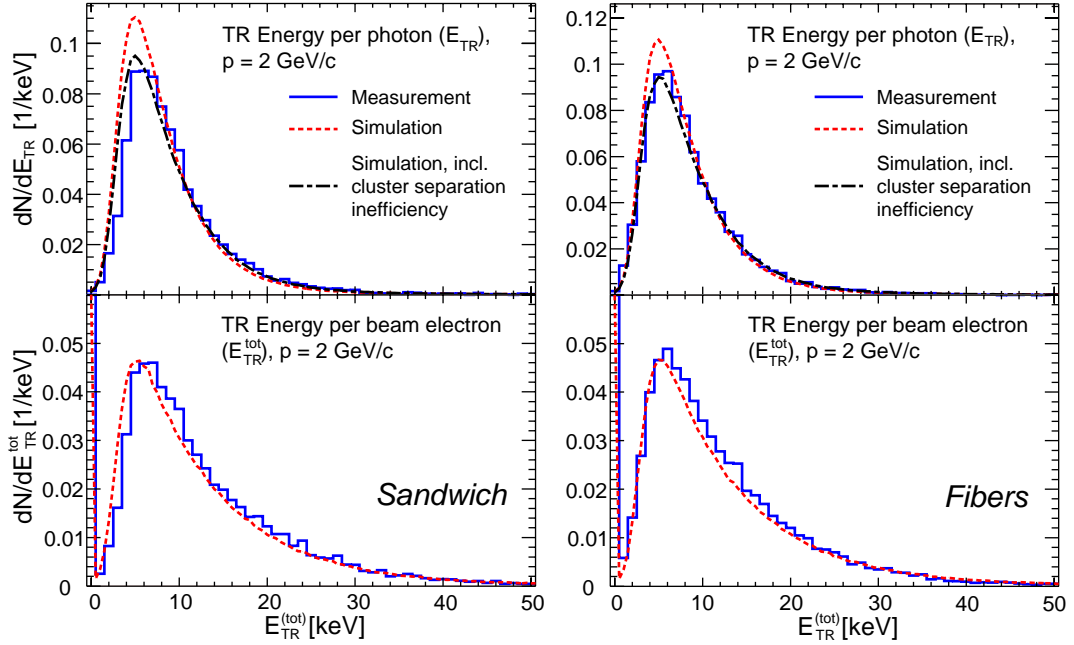 TR Energy per photon (E_TR),
p = 2 GeV/c
Measurement
Simulation
Simulation, incl.
cluster separation
inefficiency
dN/dE_TR [1/keV]
0.1
0.08
0.06
0.04
0.02
TR Energy per beam electron
(E_TR^tot), p = 2 GeV/c
Sandwich
dN/dE_TR^tot [1/keV]
0.05
0.04
0.03
0.02
0.01
0
0 10 20 30 40 50
E_TR^(tot) [keV]
TR Energy per photon (E_TR),
p = 2 GeV/c
Measurement
Simulation
Simulation, incl.
cluster separation
inefficiency
0.12
0.10
0.08
0.06
0.04
0.02
TR Energy per beam electron
(E_TR^tot), p = 2 GeV/c
Fibers
0.05
0.04
0.03
0.02
0.01
0
0 10 20 30 40 50
E_TR^(tot) [keV]